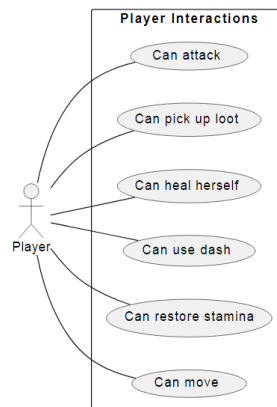 Player Interactions
Can attack
Can pick up loot
Can heal herself
Player
Can use dash
Can restore stamina
Can move